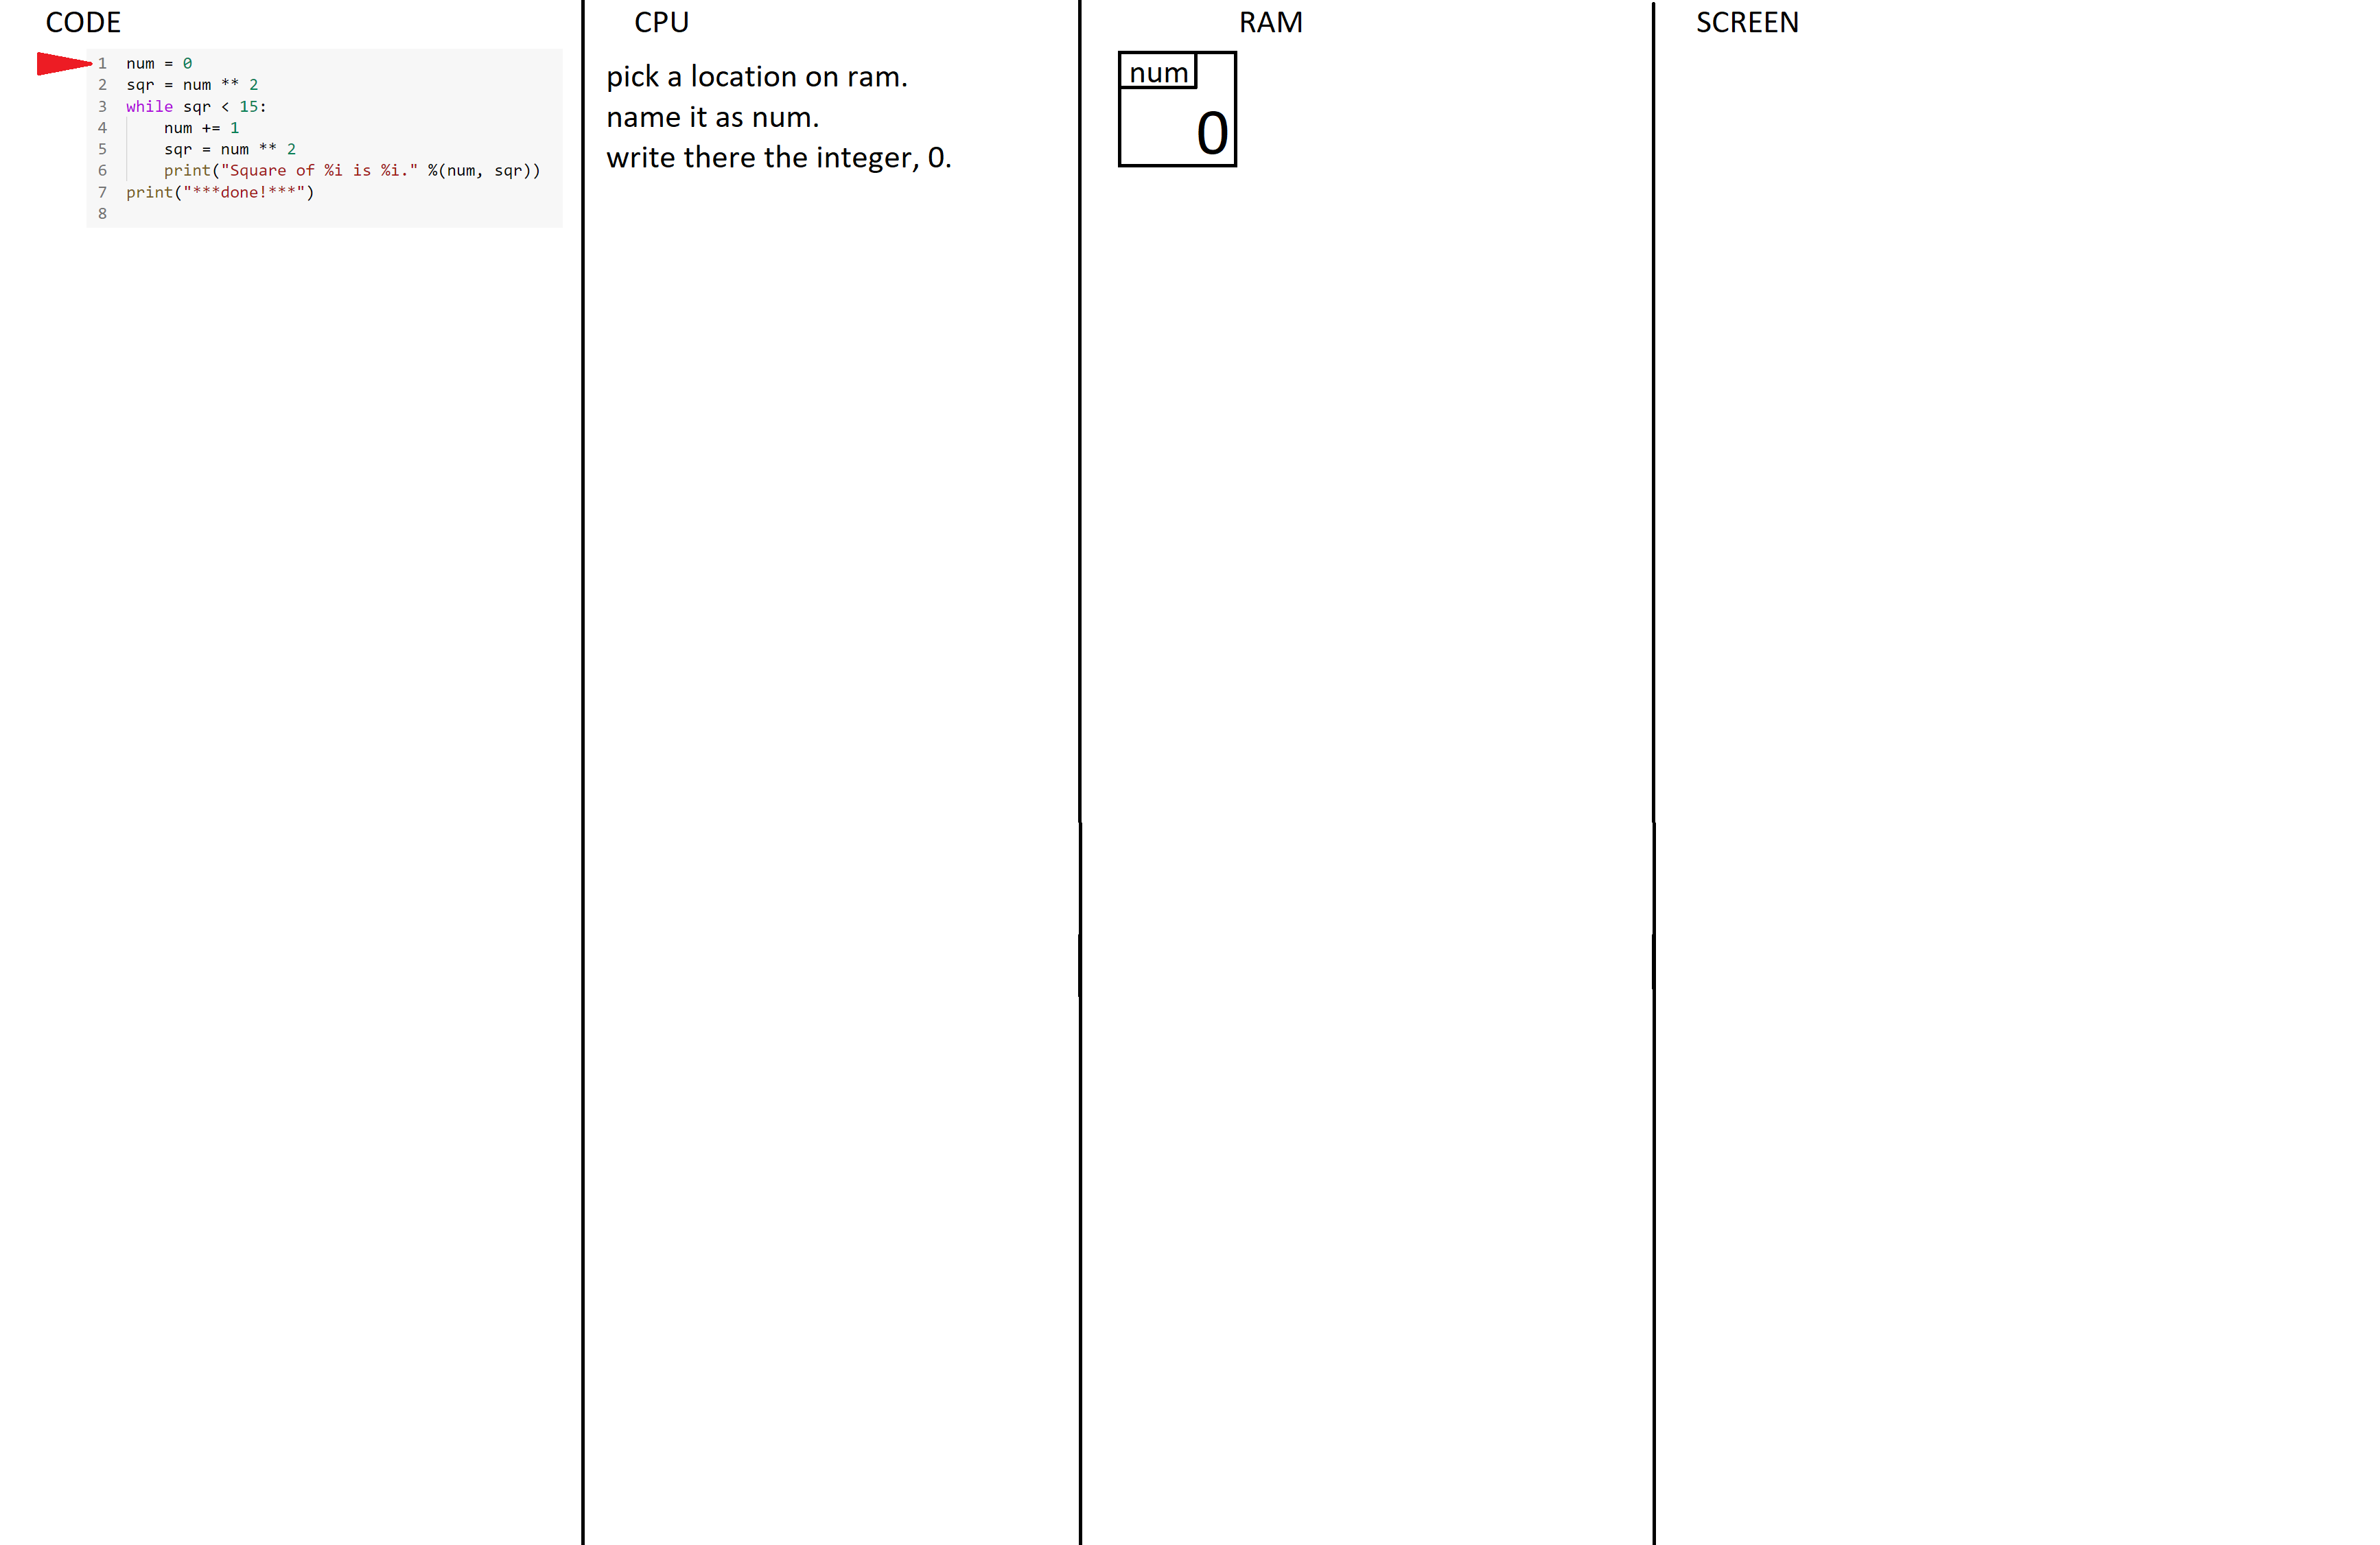 CODE
1 num = 0
2 sqr = num ** 2
3 while sqr < 15:
4     num += 1
5     sqr = num ** 2
6     print("Square of %i is %i." %(num, sqr))
7 print("***done!***")
8
CPU
pick a location on ram.
name it as num.
write there the integer, 0.
RAM
num
0
SCREEN